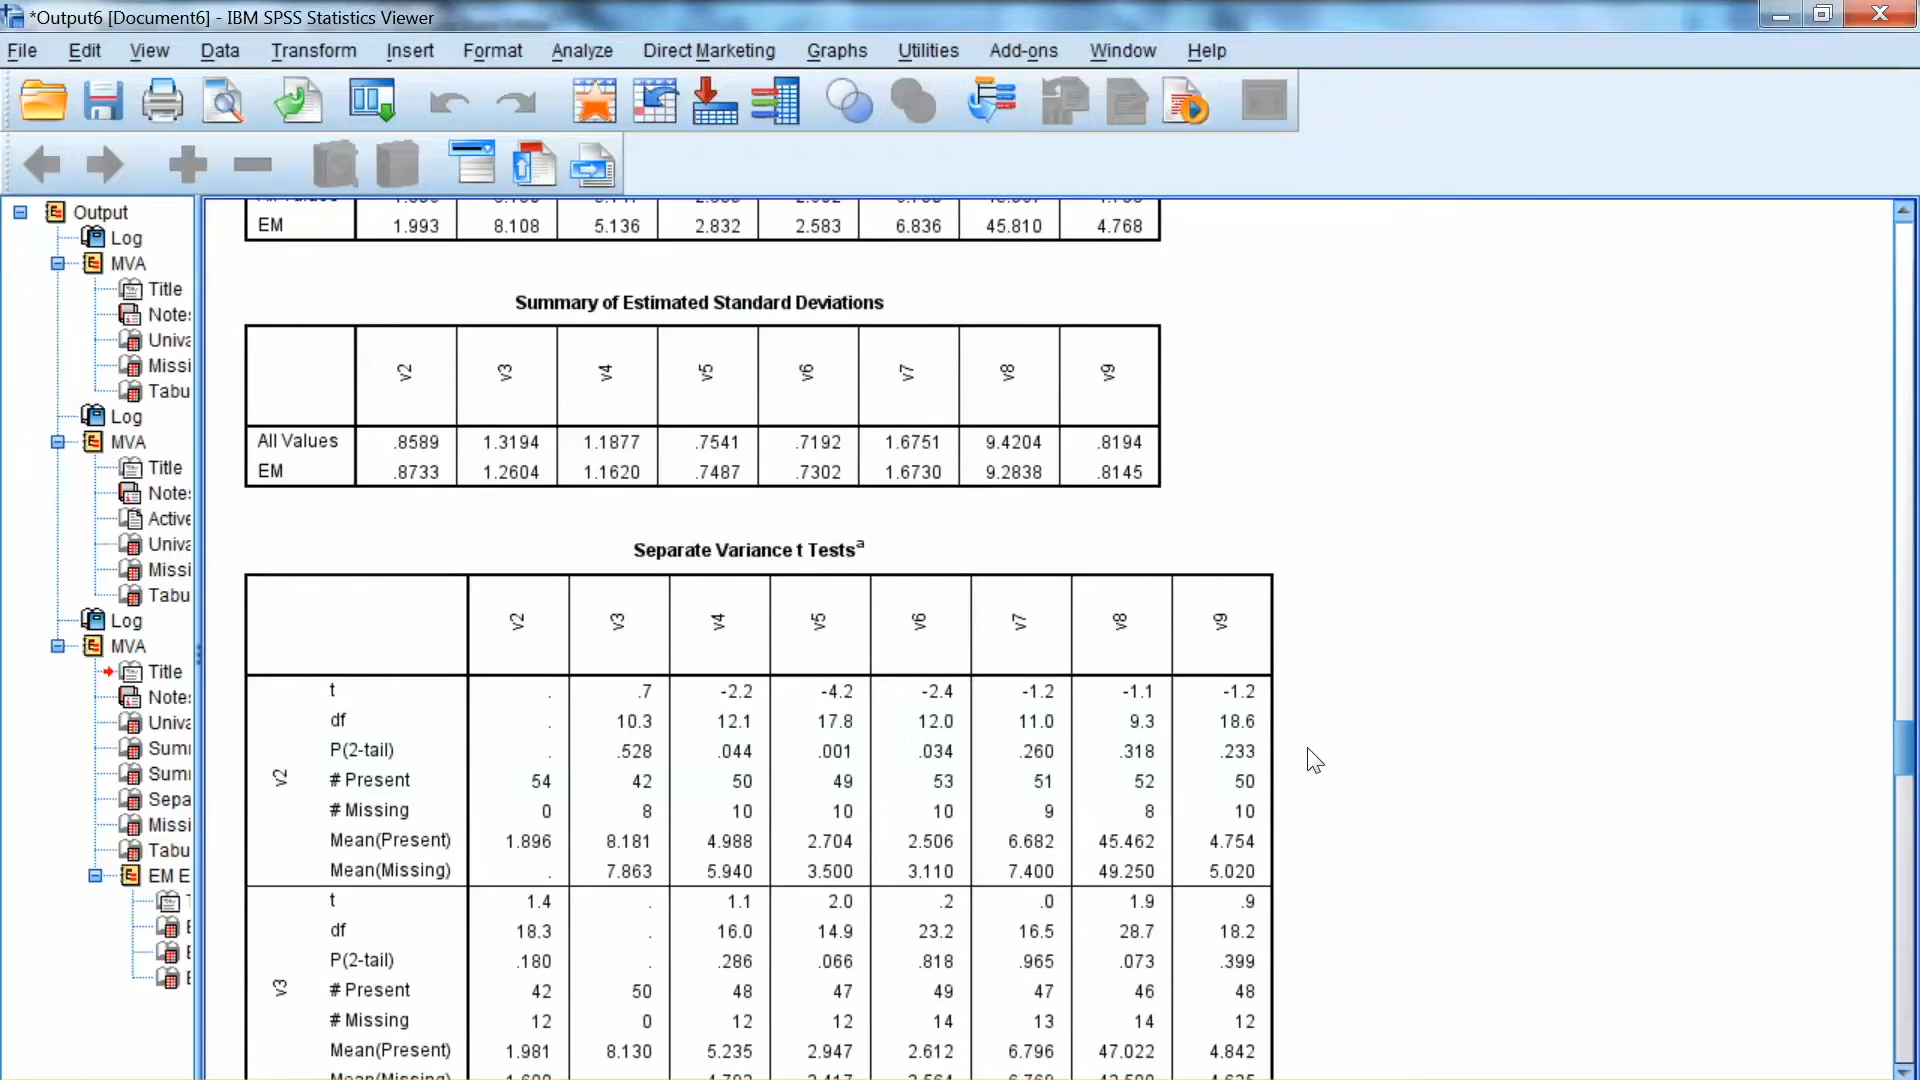 *Output6 [Document6] - IBM SPSS Statistics Viewer
File Edit View Data Transform Insert Format Analyze Direct Marketing Graphs Utilities Add-ons Window Help
Output
Log
MVA
Title
Notes
Univa
Missi
Tabu
Log
MVA
Title
Notes
Active
Univa
Missi
Tabu
Log
MVA
Title
Notes
Univa
Sumi
Sumi
Sepa
Missi
Tabu
EM E
EM 1.993 8.108 5.136 2.832 2.583 6.836 45.810 4.768
Summary of Estimated Standard Deviations
v2 v3 v4 v5 v6 v7 v8 v9
All Values .8589 1.3194 1.1877 .7541 .7192 1.6751 9.4204 .8194
EM .8733 1.2604 1.1620 .7487 .7302 1.6730 9.2838 .8145
Separate Variance t Tests a
v2 v3 v4 v5 v6 v7 v8 v9
v2
t . .7 -2.2 -4.2 -2.4 -1.2 -1.1 -1.2
df . 10.3 12.1 17.8 12.0 11.0 9.3 18.6
P(2-tail) . .528 .044 .001 .034 .260 .318 .233
# Present 54 42 50 49 53 51 52 50
# Missing 0 8 10 10 10 9 8 10
Mean(Present) 1.896 8.181 4.988 2.704 2.506 6.682 45.462 4.754
Mean(Missing) . 7.863 5.940 3.500 3.110 7.400 49.250 5.020
v3
t 1.4 . 1.1 2.0 .2 .0 1.9 .9
df 18.3 . 16.0 14.9 23.2 16.5 28.7 18.2
P(2-tail) .180 . .286 .066 .818 .965 .073 .399
# Present 42 50 48 47 49 47 46 48
# Missing 12 0 12 12 14 13 14 12
Mean(Present) 1.981 8.130 5.235 2.947 2.612 6.796 47.022 4.842